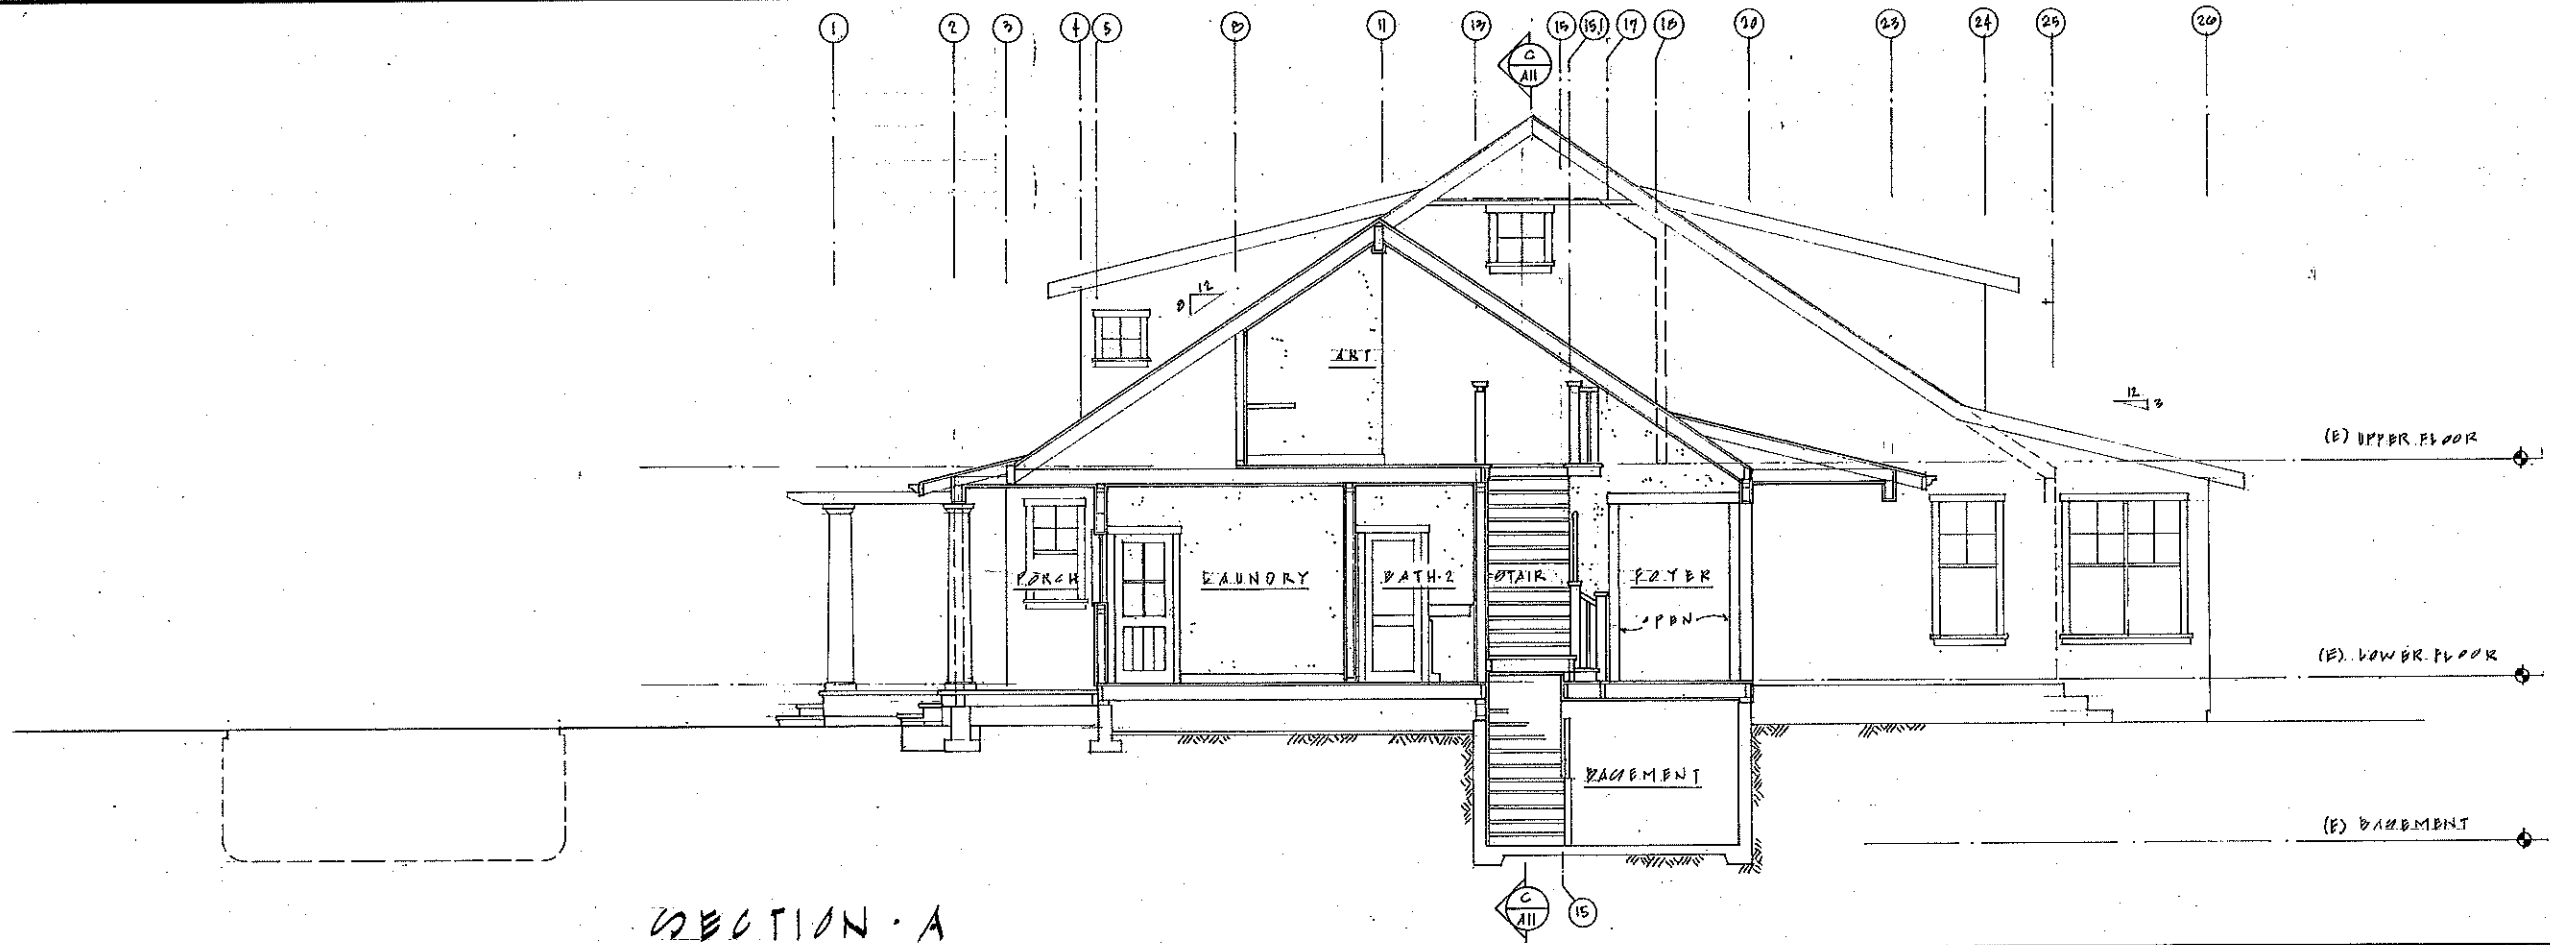 1 2 3 4 5 8 11 13 15 15.1 17 18 20 23 24 25 26
C
A11
12
8
ART
12
3
(E) UPPER FLOOR
PORCH
LAUNDRY
BATH·2
STAIR
FOYER
OPEN
(E) LOWER FLOOR
BASEMENT
(E) BASEMENT
C
A11
15
SECTION · A